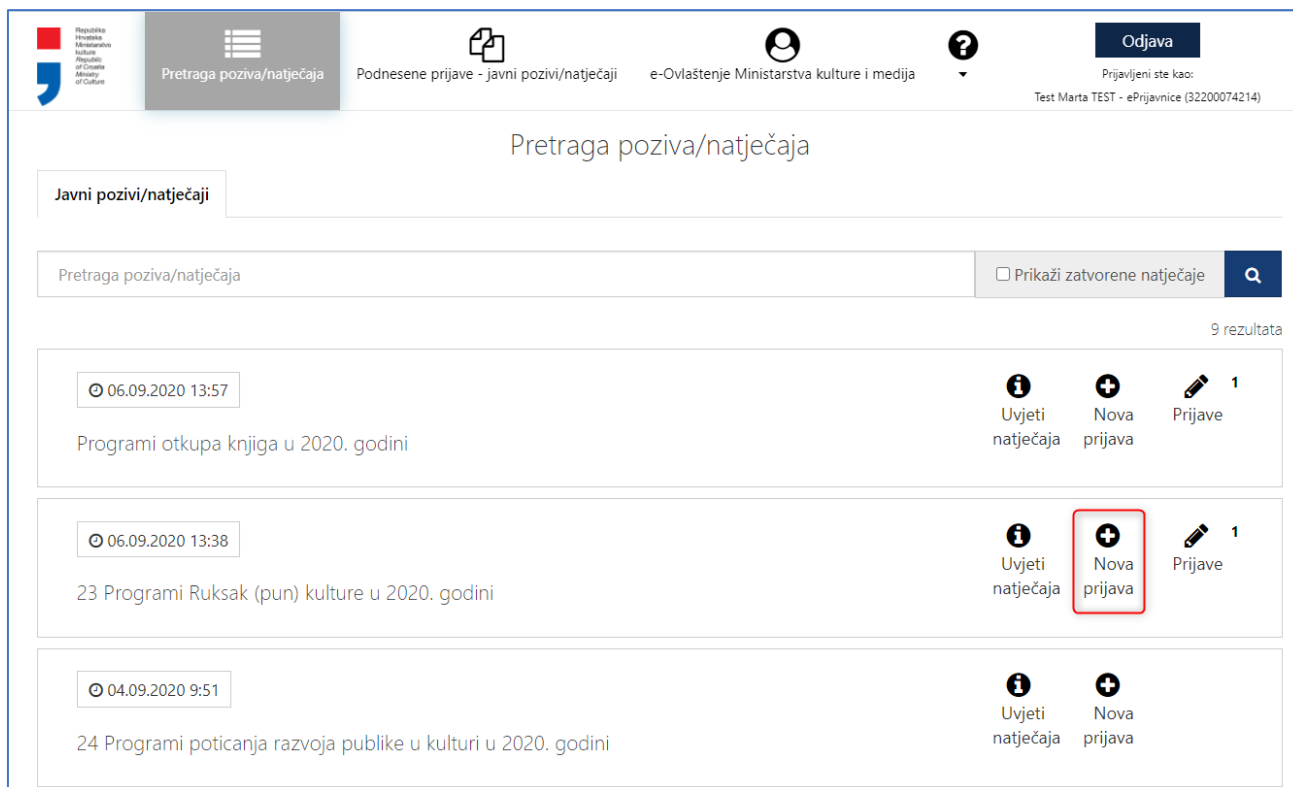 Republika
Hrvatska
Ministarstvo
kulture
Republic
of Croatia
Ministry
of Culture
Pretraga poziva/natječaja
Podnesene prijave - javni pozivi/natječaji
e-Ovlaštenje Ministarstva kulture i medija
Odjava
Prijavljeni ste kao:
Test Marta TEST - ePrijavnice (32200074214)
Pretraga poziva/natječaja
Javni pozivi/natječaji
Pretraga poziva/natječaja
Prikaži zatvorene natječaje
9 rezultata
06.09.2020 13:57
Programi otkupa knjiga u 2020. godini
Uvjeti
natječaja
Nova
prijava
Prijave
1
06.09.2020 13:38
23 Programi Ruksak (pun) kulture u 2020. godini
Uvjeti
natječaja
Nova
prijava
Prijave
1
04.09.2020 9:51
24 Programi poticanja razvoja publike u kulturi u 2020. godini
Uvjeti
natječaja
Nova
prijava